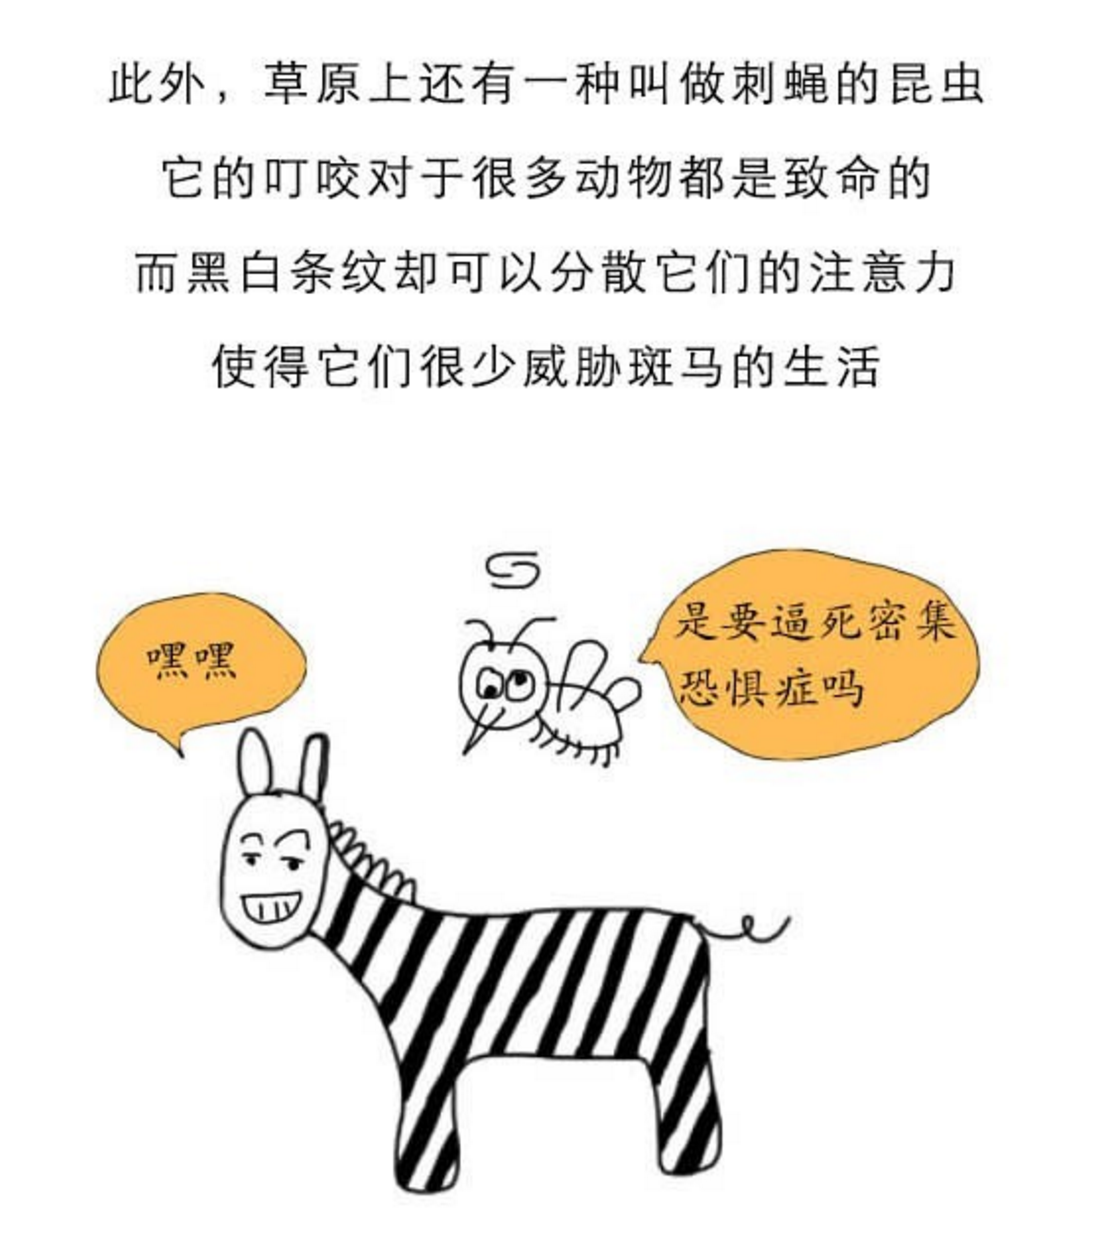 此外，草原上还有一种叫做刺蝇的昆虫
它的叮咬对于很多动物都是致命的
而黑白条纹却可以分散它们的注意力
使得它们很少威胁斑马的生活
嘿嘿
是要逼死密集
恐惧症吗